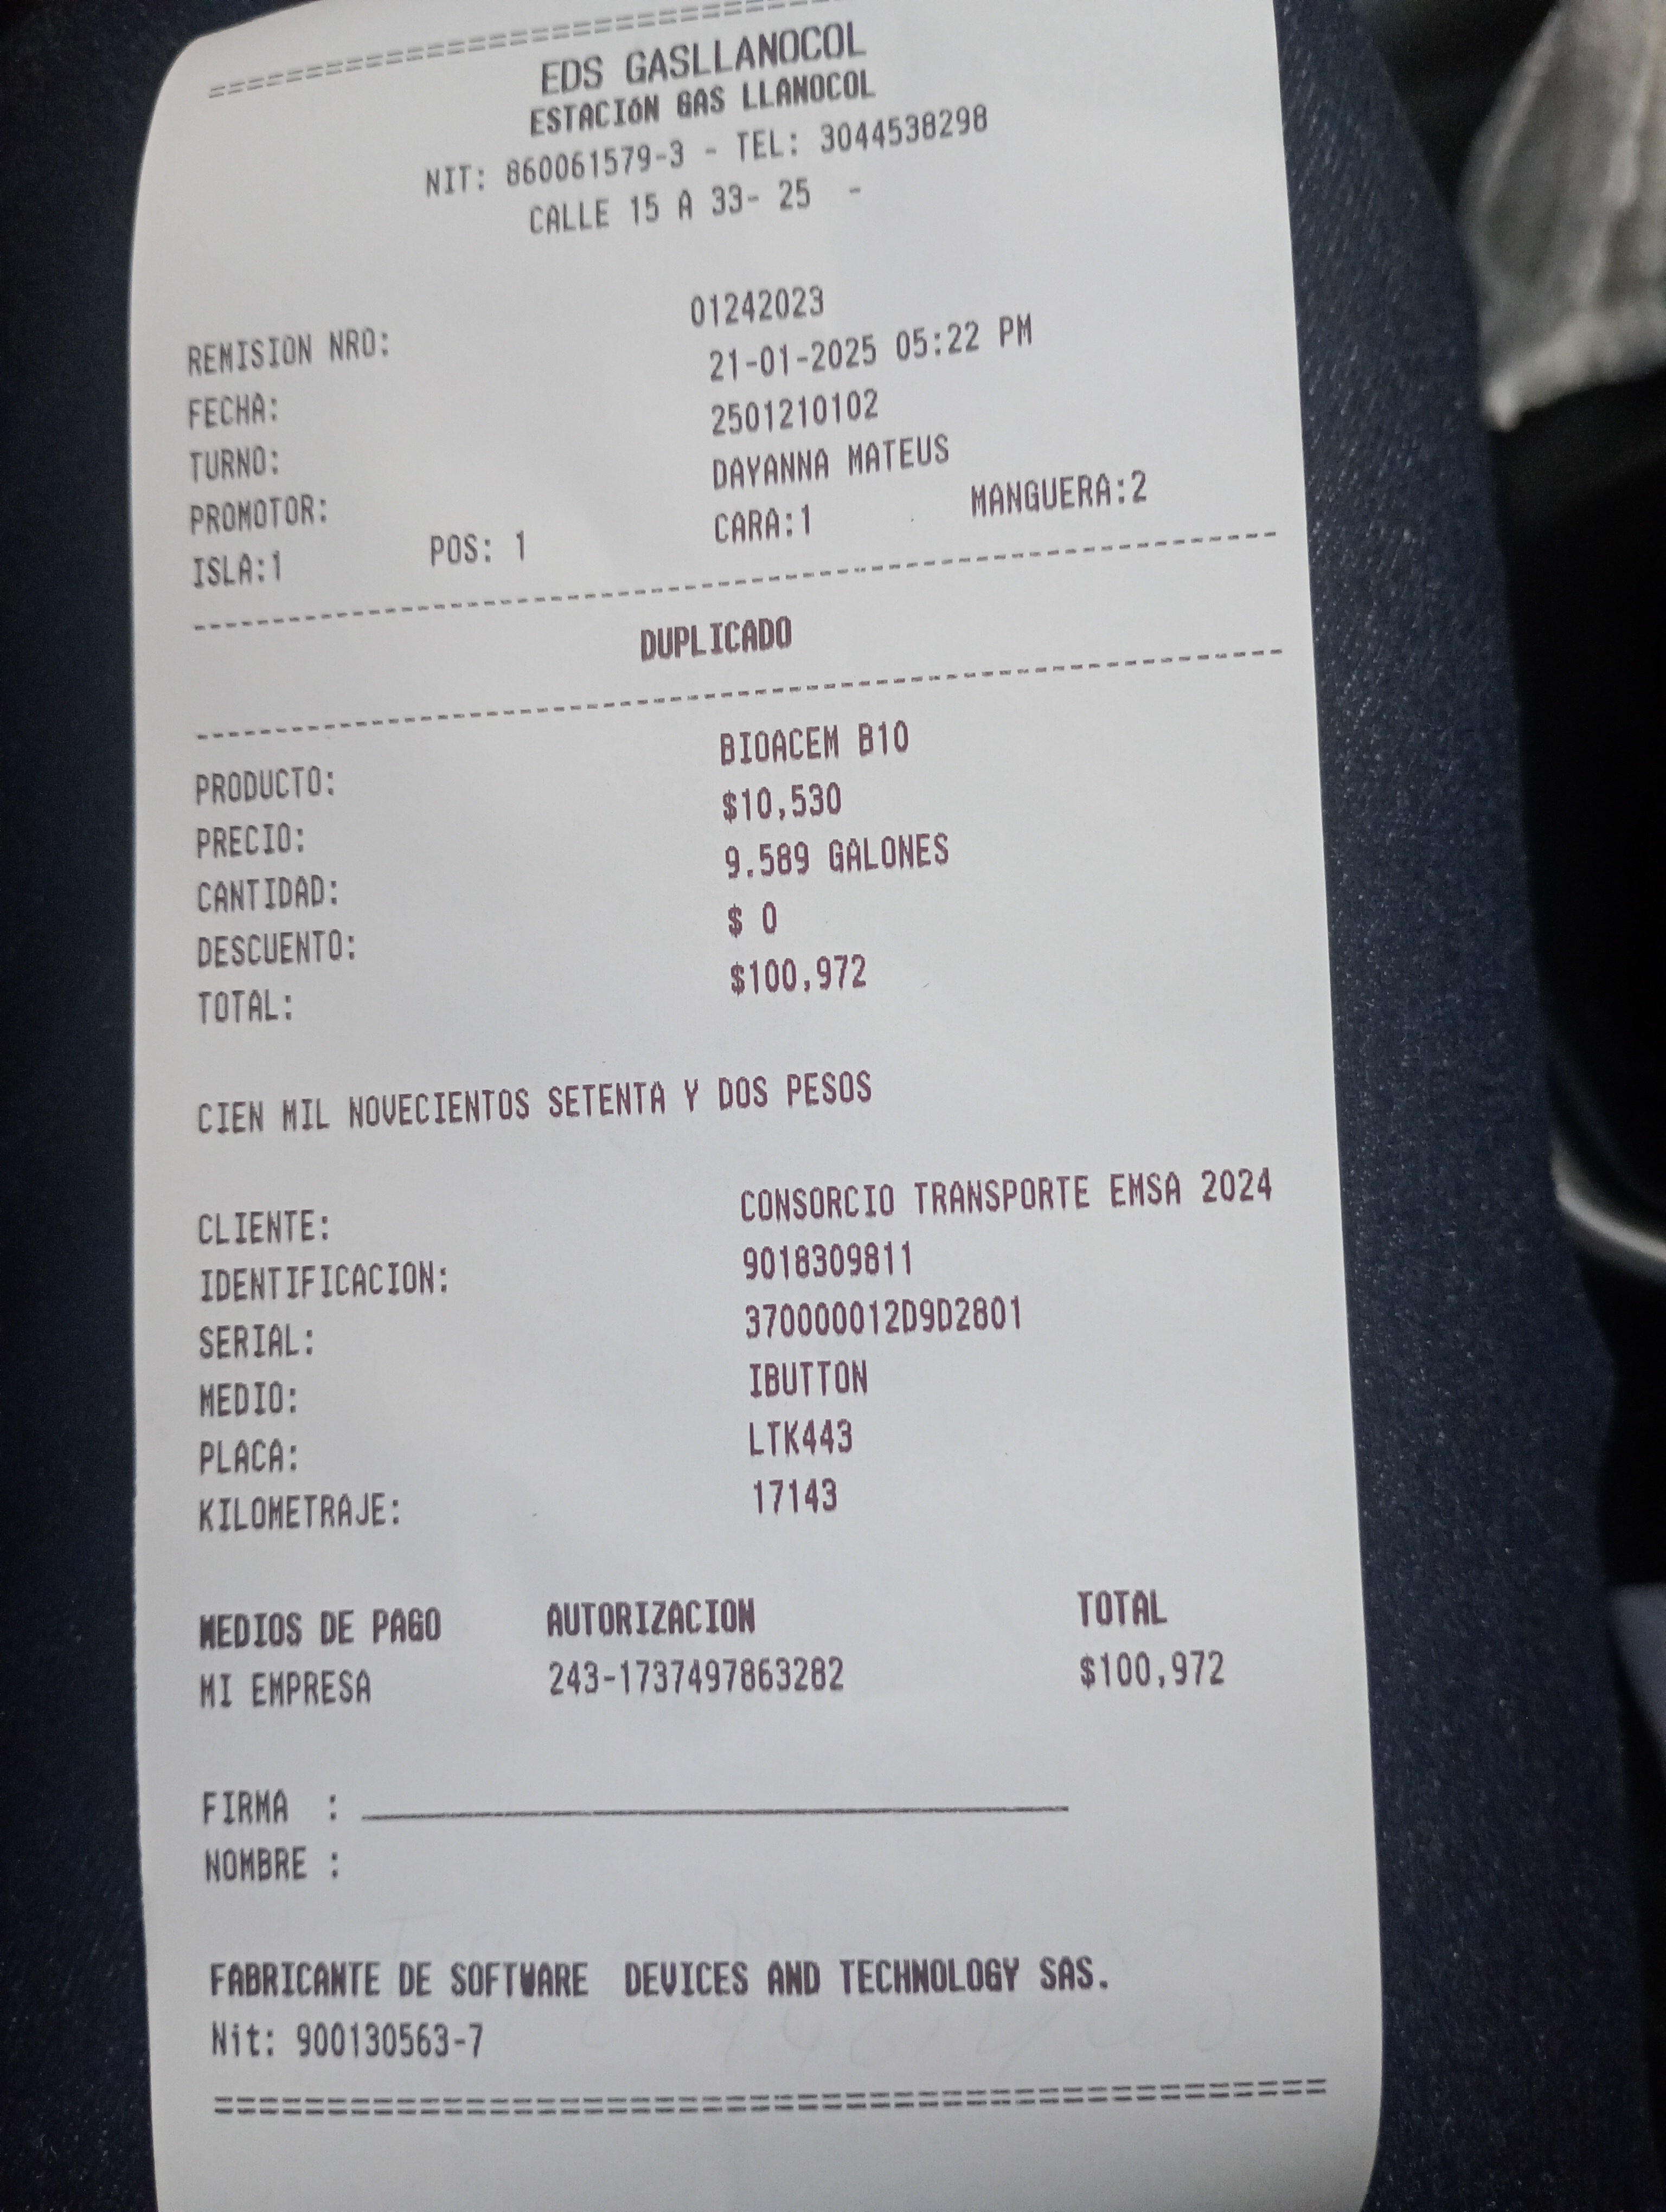 ==================================================
EDS GASLLANOCOL
ESTACIÓN GAS LLANOCOL
NIT: 860061579-3 - TEL: 3044538298
CALLE 15 A 33- 25 -
REMISION NRO: 01242023
FECHA: 21-01-2025 05:22 PM
TURNO: 2501210102
PROMOTOR: DAYANNA MATEUS
ISLA:1 POS: 1 CARA:1 MANGUERA:2
DUPLICADO
PRODUCTO: BIOACEM B10
PRECIO: $10,530
CANTIDAD: 9.589 GALONES
DESCUENTO: $ 0
TOTAL: $100,972
CIEN MIL NOVECIENTOS SETENTA Y DOS PESOS
CLIENTE: CONSORCIO TRANSPORTE EMSA 2024
IDENTIFICACION: 9018309811
SERIAL: 370000012D9D2801
MEDIO: IBUTTON
PLACA: LTK443
KILOMETRAJE: 17143
MEDIOS DE PAGO AUTORIZACION TOTAL
MI EMPRESA 243-1737497863282 $100,972
FIRMA : ____________________
NOMBRE :
FABRICANTE DE SOFTWARE DEVICES AND TECHNOLOGY SAS.
Nit: 900130563-7
==================================================